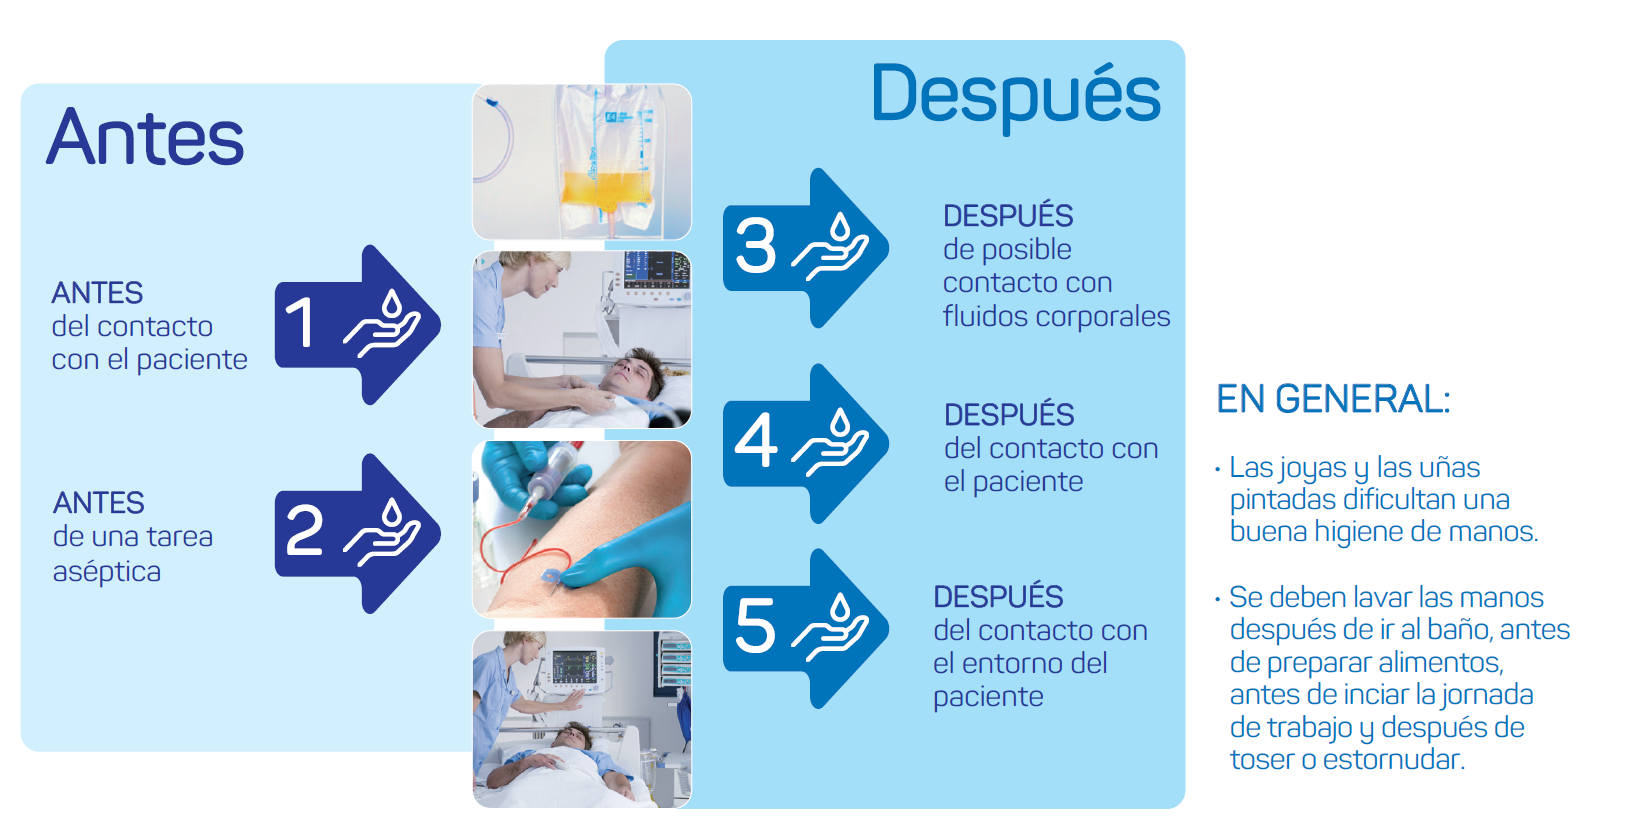 Antes
ANTES
del contacto
con el paciente
1
ANTES
de una tarea
aséptica
2
Después
3
DESPUÉS
de posible
contacto con
fluidos corporales
4
DESPUÉS
del contacto con
el paciente
5
DESPUÉS
del contacto con
el entorno del
paciente
EN GENERAL:
· Las joyas y las uñas
pintadas dificultan una
buena higiene de manos.
· Se deben lavar las manos
después de ir al baño, antes
de preparar alimentos,
antes de inciar la jornada
de trabajo y después de
toser o estornudar.